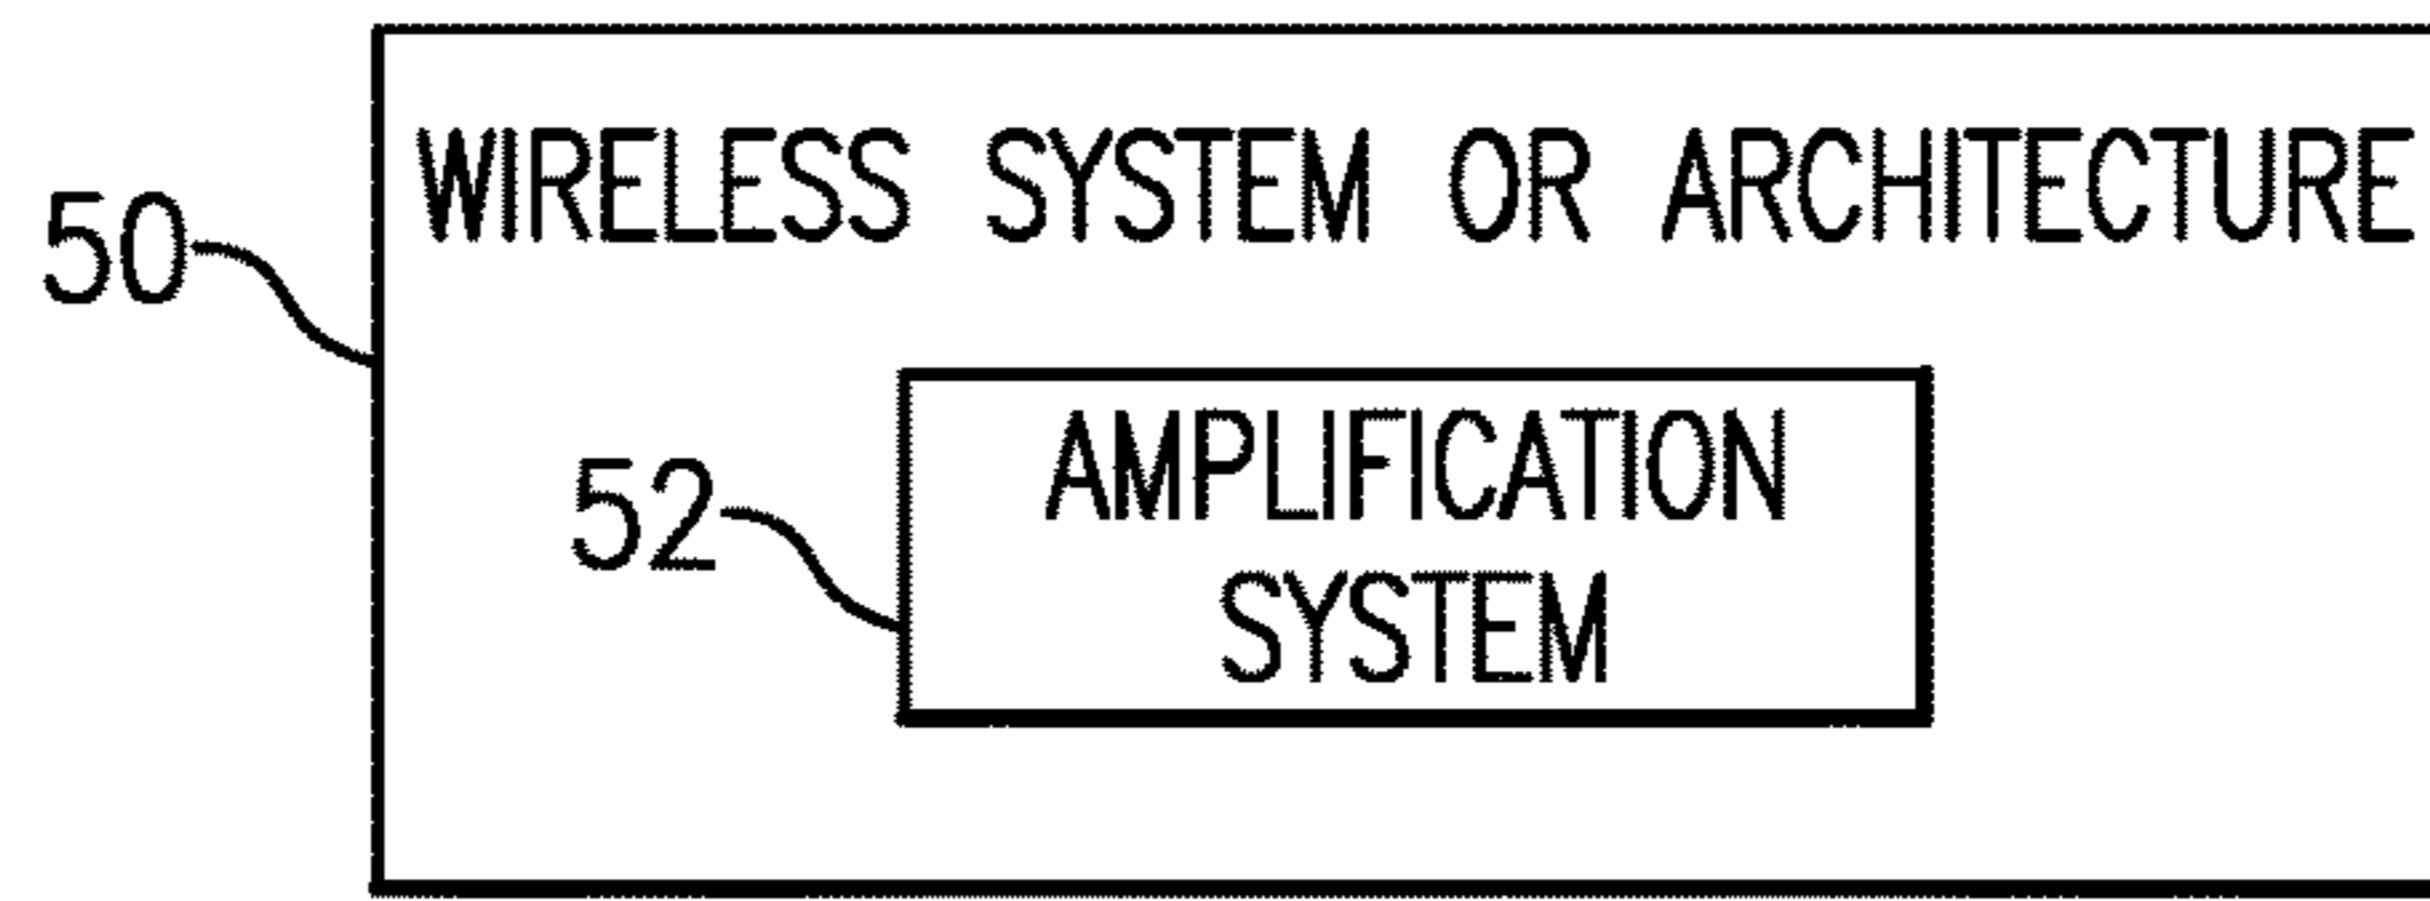 WIRELESS SYSTEM OR ARCHITECTURE
50
AMPLIFICATION
52
SYSTEM